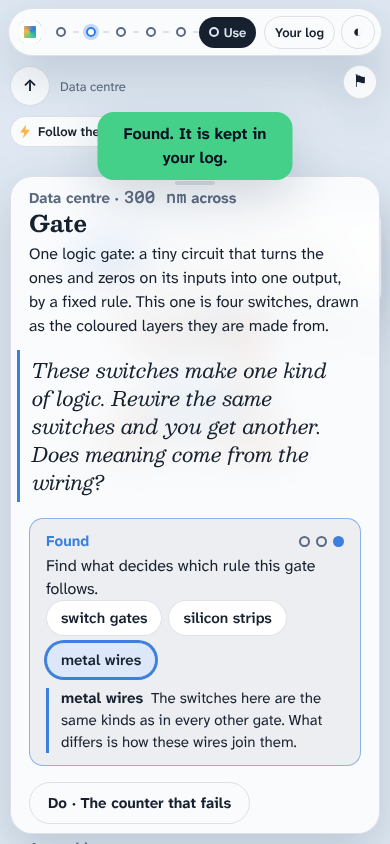 Use
Your log
Data centre
Follow the
Found. It is kept in
your log.
Data centre · 300 nm across
Gate
One logic gate: a tiny circuit that turns the
ones and zeros on its inputs into one output,
by a fixed rule. This one is four switches, drawn
as the coloured layers they are made from.
These switches make one kind
of logic. Rewire the same
switches and you get another.
Does meaning come from the
wiring?
Found
Find what decides which rule this gate
follows.
switch gates
silicon strips
metal wires
metal wires The switches here are the
same kinds as in every other gate. What
differs is how these wires join them.
Do · The counter that fails